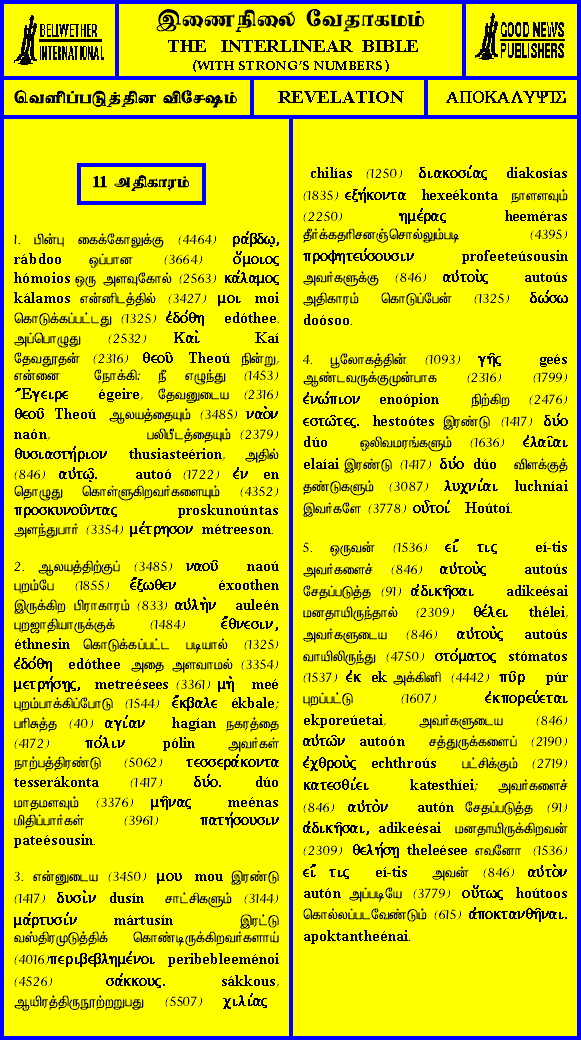 BELLWETHER
INTERNATIONAL
இணைநிலை வேதாகமம்
THE INTERLINEAR BIBLE
(WITH STRONG'S NUMBERS)
GOOD NEWS
PUBLISHERS
வெளிப்படுத்தின விசேஷம்
REVELATION
ΑΠΟΚΑΛΥΨΙΣ
11 அதிகாரம்
1. பின்பு கைக்கோலுக்கு (4464) ράβδῳ,
rábdoo ஒப்பான (3664) ὅμοιος
hómoios ஒரு அளவுகோல் (2563) κάλαμος
kálamos என்னிடத்தில் (3427) μοι moi
கொடுக்கப்பட்டது (1325) ἐδόθη edóthee.
அப்பொழுது (2532) Καὶ Kaí
தேவதூதன் (2316) θεοῦ Theoú நின்று,
என்னை நோக்கி: நீ எழுந்து (1453)
Ἔγειρε égeire, தேவனுடைய (2316)
θεοῦ Theoú ஆலயத்தையும் (3485) ναὸν
naón, பலிபீடத்தையும் (2379)
θυσιαστήριον thusiasteérion, அதில்
(846) αὐτῷ. autoó (1722) ἐν en
தொழுது கொள்ளுகிறவர்களையும் (4352)
προσκυνοῦντας proskunoúntas
அளந்துபார் (3354) μέτρησον métreeson.
2. ஆலயத்திற்குப் (3485) ναοῦ naoú
புறம்பே (1855) ἔξωθεν éxoothen
இருக்கிற பிராகாரம் (833) αὐλὴν auleén
புறஜாதியாருக்குக் (1484) ἔθνεσιν,
éthnesin கொடுக்கப்பட்ட படியால் (1325)
ἐδόθη edóthee அதை அளவாமல் (3354)
μετρήσῃς, metreésees (3361) μὴ meé
புறம்பாக்கிப்போடு (1544) ἔκβαλε ékbale;
பரிசுத்த (40) αγίαν hagían நகரத்தை
(4172) πόλιν pólin அவர்கள்
நாற்பத்திரண்டு (5062) τεσσεράκοντα
tesserákonta (1417) δύο. dúo
மாதமளவும் (3376) μῆνας meénas
மிதிப்பார்கள் (3961) πατήσουσιν
pateésousin.
3. என்னுடைய (3450) μου mou இரண்டு
(1417) δυσὶν dusín சாட்சிகளும் (3144)
μάρτυσίν mártusín இரட்டு
வஸ்திரமுடுத்திக் கொண்டிருக்கிறவர்களாய்
(4016)περιβεβλημένοι peribebleeménoi
(4526) σάκκους. sákkous,
ஆயிரத்திருநூற்றறுபது (5507) χιλίας
chilías (1250) διακοσίας diakosías
(1835) εξήκοντα hexeékonta நாளளவும்
(2250) ημέρας heeméras
தீர்க்கதரிசனஞ்சொல்லும்படி (4395)
προφητεύσουσιν profeeteúsousin
அவர்களுக்கு (846) αὐτοὺς autoús
அதிகாரம் கொடுப்பேன் (1325) δώσω
doósoo.
4. பூலோகத்தின் (1093) γῆς geés
ஆண்டவருக்குமுன்பாக (2316) (1799)
ἐνώπιον enoópion நிற்கிற (2476)
εστῶτες. hestoótes இரண்டு (1417) δύο
dúo ஒலிவமரங்களும் (1636) ἐλαῖαι
elaíai இரண்டு (1417) δύο dúo விளக்குத்
தண்டுகளும் (3087) λυχνίαι luchníai
இவர்களே (3778) οὗτοί Hoútoí.
5. ஒருவன் (1536) εἴ τις eí-tis
அவர்களைச் (846) αὐτοὺς autoús
சேதப்படுத்த (91) ἀδικῆσαι adikeésai
மனதாயிருந்தால் (2309) θέλει thélei,
அவர்களுடைய (846) αὐτοὺς autoús
வாயிலிருந்து (4750) στόματος stómatos
(1537) ἐκ ek அக்கினி (4442) πῦρ púr
புறப்பட்டு (1607) ἐκπορεύεται
ekporeúetai, அவர்களுடைய (846)
αὐτῶν autoón சத்துருக்களைப் (2190)
ἐχθροὺς echthroús பட்சிக்கும் (2719)
κατεσθίει katesthíei; அவர்களைச்
(846) αὐτὸν autón சேதப்படுத்த (91)
ἀδικῆσαι, adikeésai மனதாயிருக்கிறவன்
(2309) θελήσῃ theleésee எவனோ (1536)
εἴ τις eí-tis அவன் (846) αὐτὸν
autón அப்படியே (3779) οὕτως hoútoos
கொல்லப்படவேண்டும் (615) ἀποκτανθῆναι.
apoktantheénai.